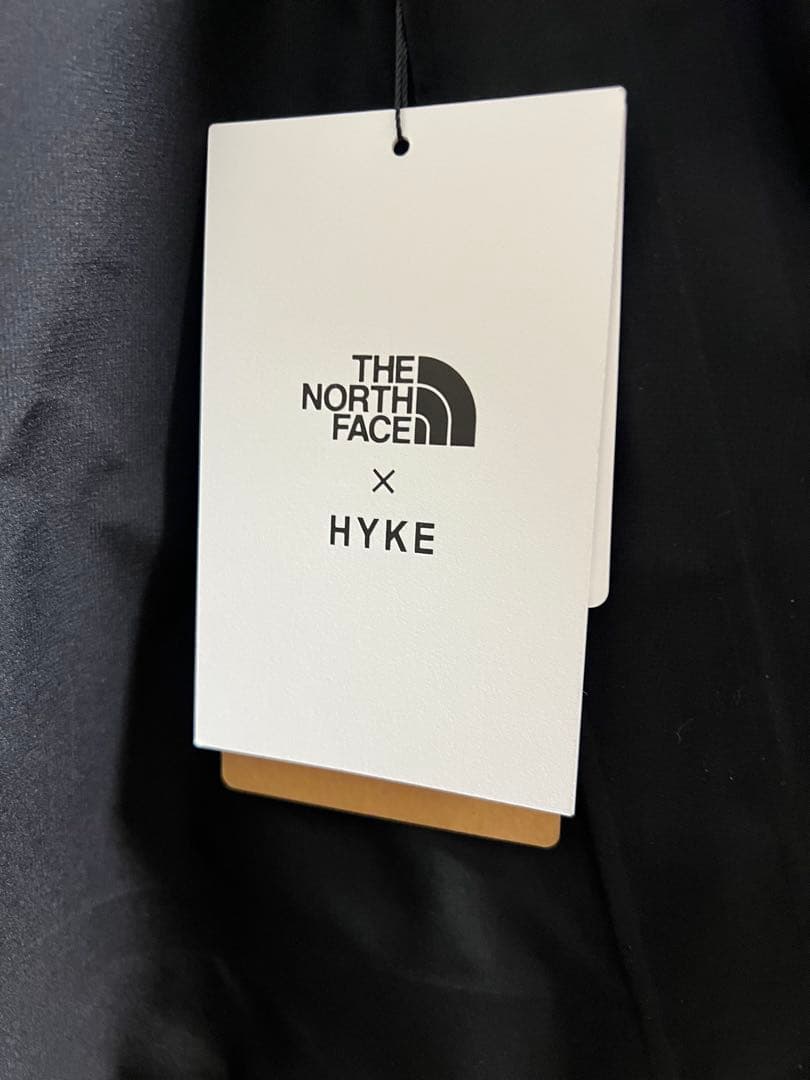 THE
NORTH
FACE
×
HYKE